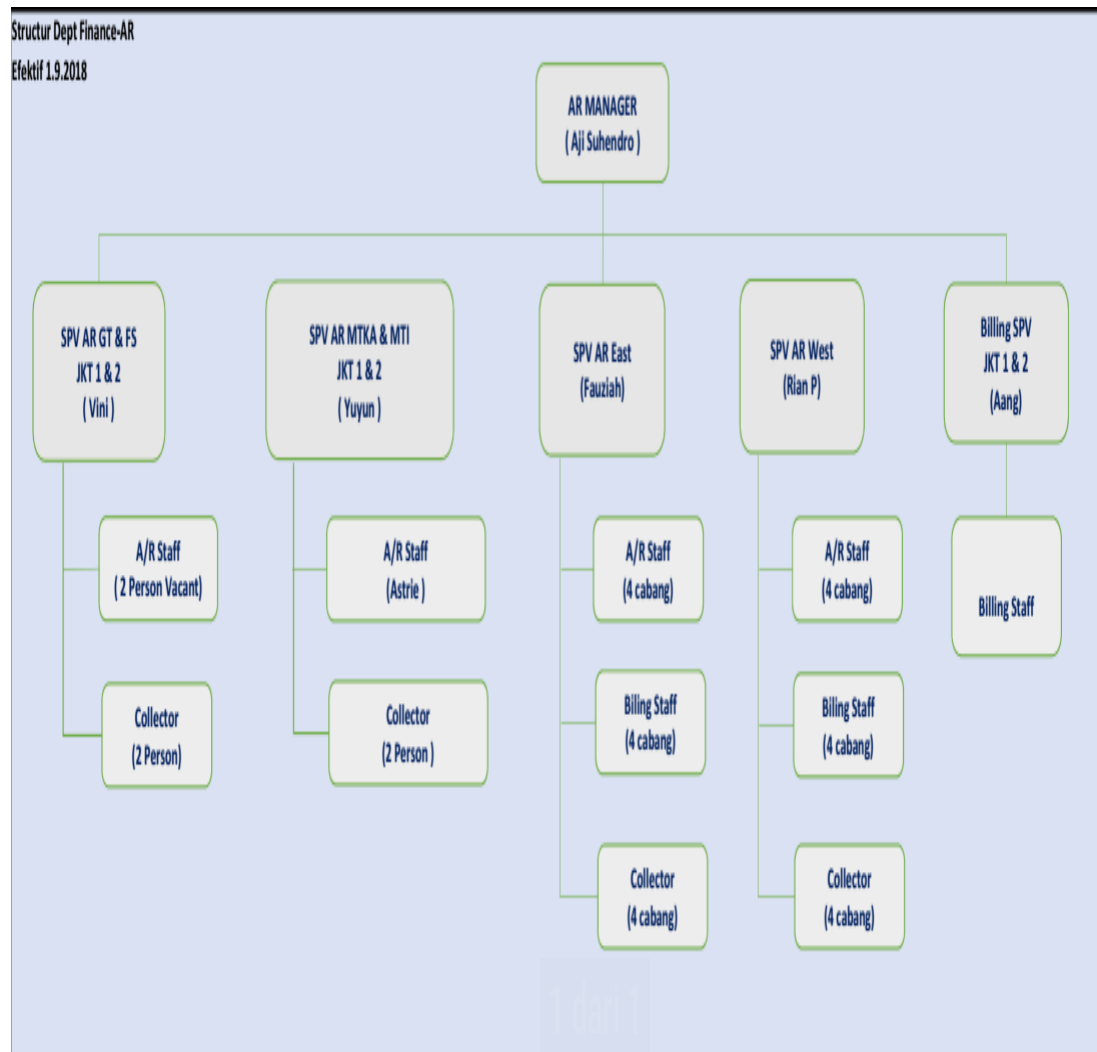 Structur Dept Finance-AR
Efektif 1.9.2018
AR MANAGER
( Aji Suhendro )
SPV AR GT & FS
JKT 1 & 2
( Vini )
SPV AR MTKA & MTI
JKT 1 & 2
( Yuyun )
SPV AR East
(Fauziah)
SPV AR West
(Rian P)
Billing SPV
JKT 1 & 2
(Aang)
A/R Staff
( 2 Person Vacant)
A/R Staff
(Astrie )
A/R Staff
(4 cabang)
A/R Staff
(4 cabang)
Billing Staff
Collector
(2 Person)
Collector
(2 Person )
Biling Staff
(4 cabang)
Biling Staff
(4 cabang)
Collector
(4 cabang)
Collector
(4 cabang)
1 dari 1